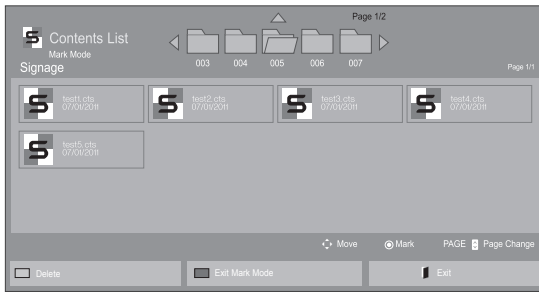 Page 1/2
Contents List
Mark Mode
003 004 005 006 007
Signage
Page 1/1
test1.cts
07/01/2011
test2.cts
07/01/2011
test3.cts
07/01/2011
test4.cts
07/01/2011
test5.cts
07/01/2011
Move Mark PAGE Page Change
Delete Exit Mark Mode Exit